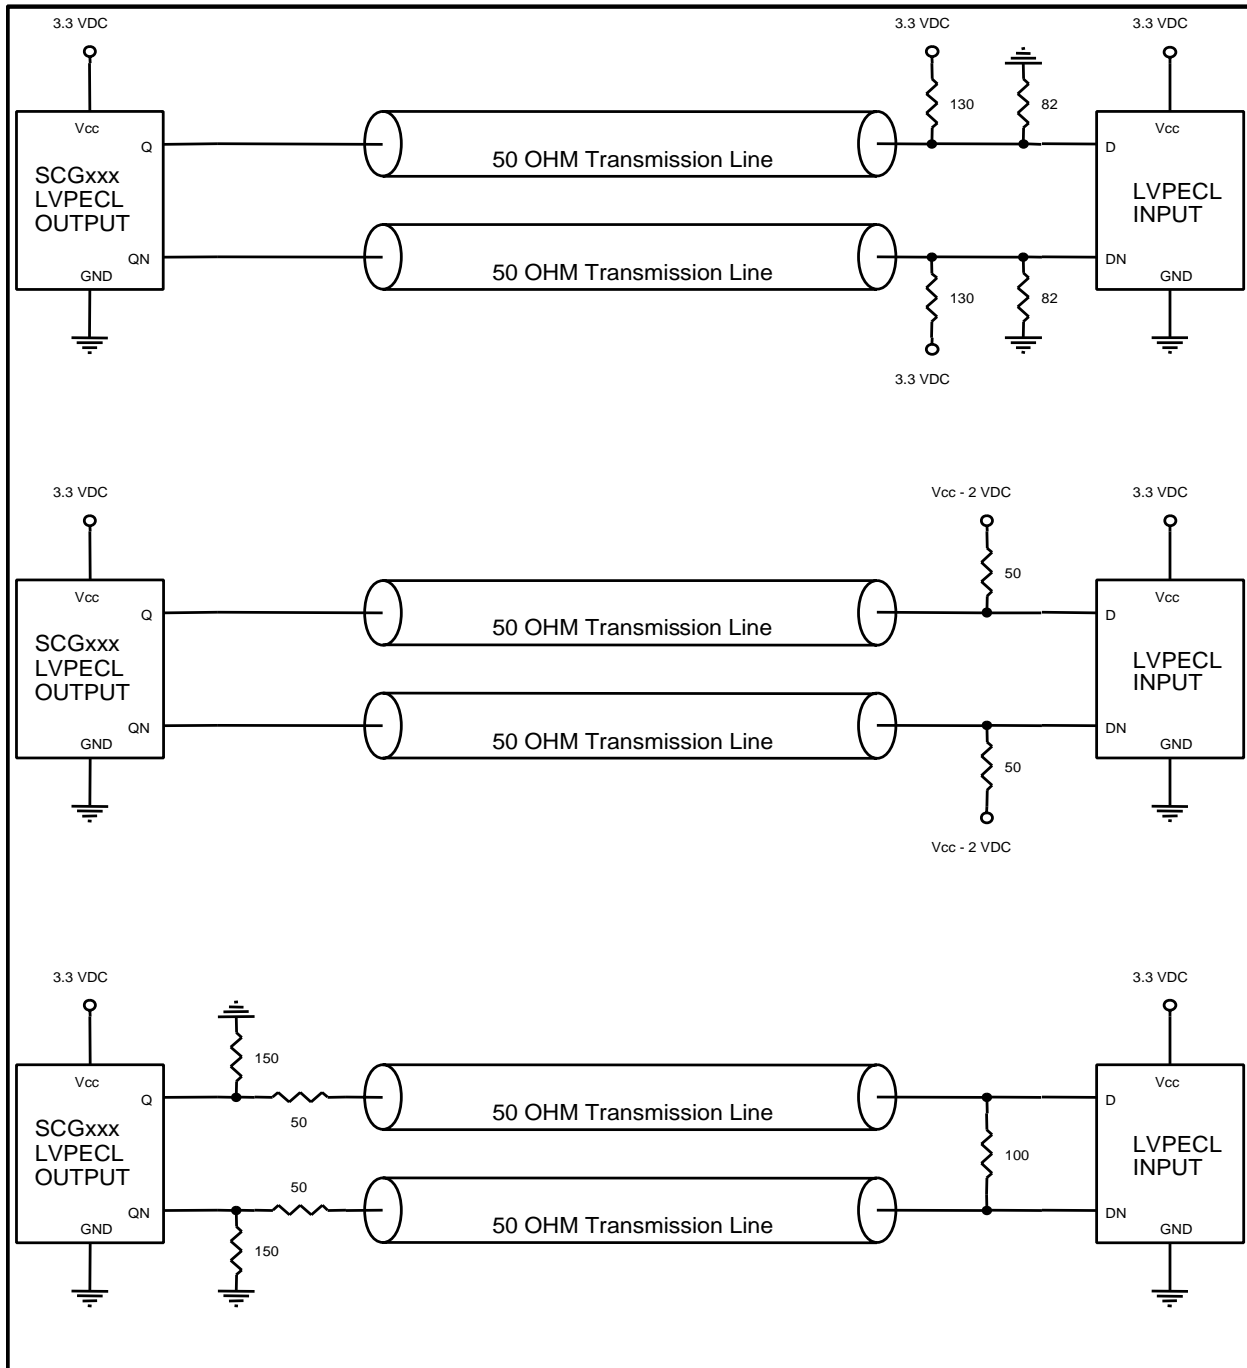 3.3 VDC
3.3 VDC
3.3 VDC
130
82
Vcc
Vcc
Q
50 OHM Transmission Line
D
SCGxxx
LVPECL
OUTPUT
LVPECL
INPUT
QN
50 OHM Transmission Line
DN
GND
GND
130
82
3.3 VDC
3.3 VDC
Vcc - 2 VDC
3.3 VDC
50
Vcc
Vcc
Q
50 OHM Transmission Line
D
SCGxxx
LVPECL
OUTPUT
LVPECL
INPUT
QN
50 OHM Transmission Line
DN
GND
GND
50
Vcc - 2 VDC
3.3 VDC
3.3 VDC
150
Vcc
Vcc
Q
50
50 OHM Transmission Line
D
SCGxxx
LVPECL
OUTPUT
100
LVPECL
INPUT
50
QN
50 OHM Transmission Line
DN
GND
GND
150